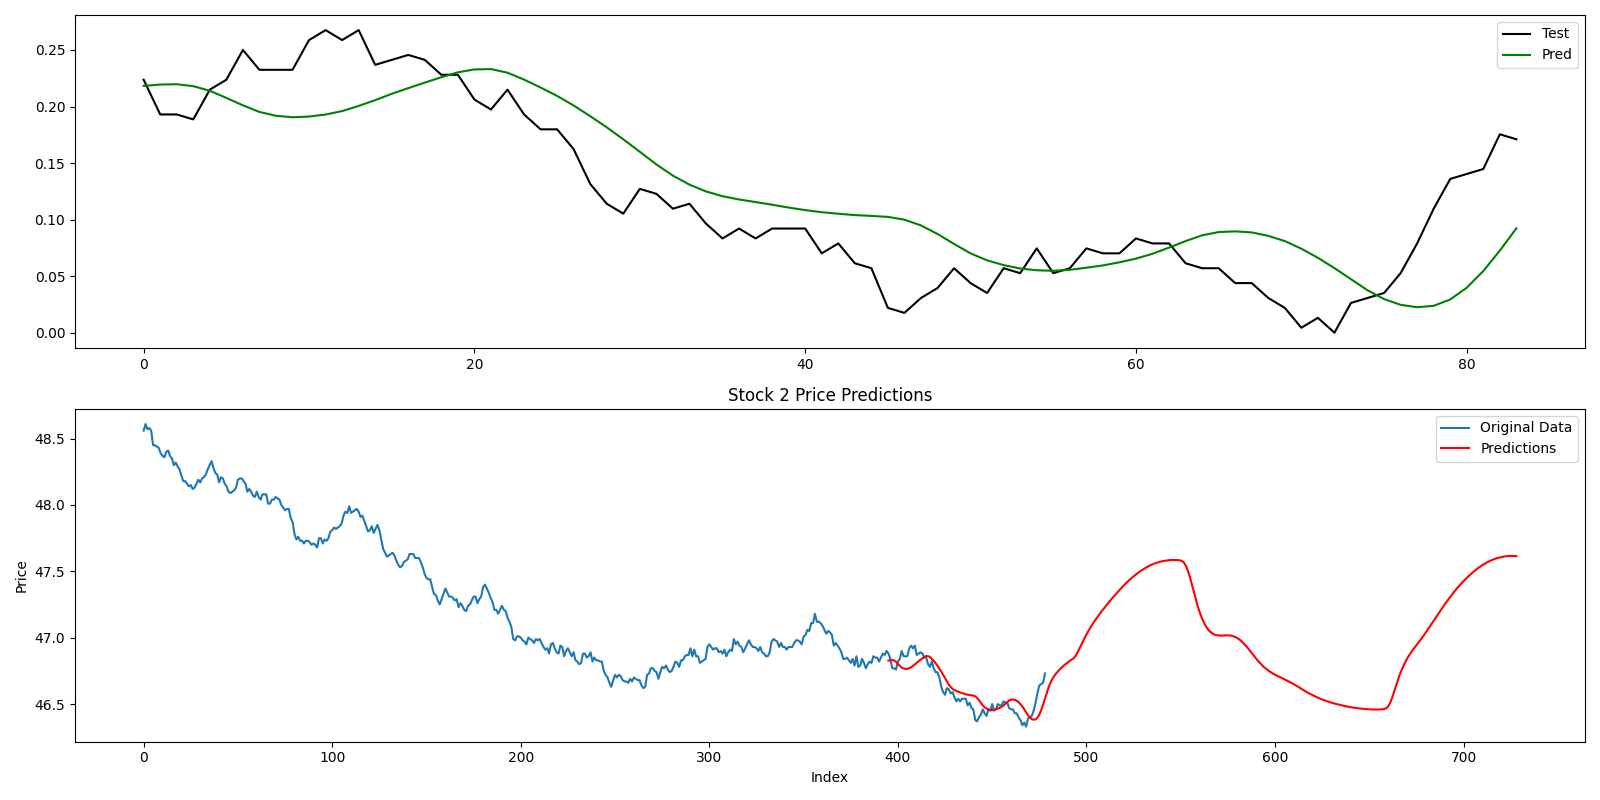 Test
Pred
0.25
0.20
0.15
0.10
0.05
0.00
0 20 40 60 80
Stock 2 Price Predictions
Original Data
Predictions
48.5
48.0
47.5
47.0
46.5
Price
0 100 200 300 400 500 600 700
Index